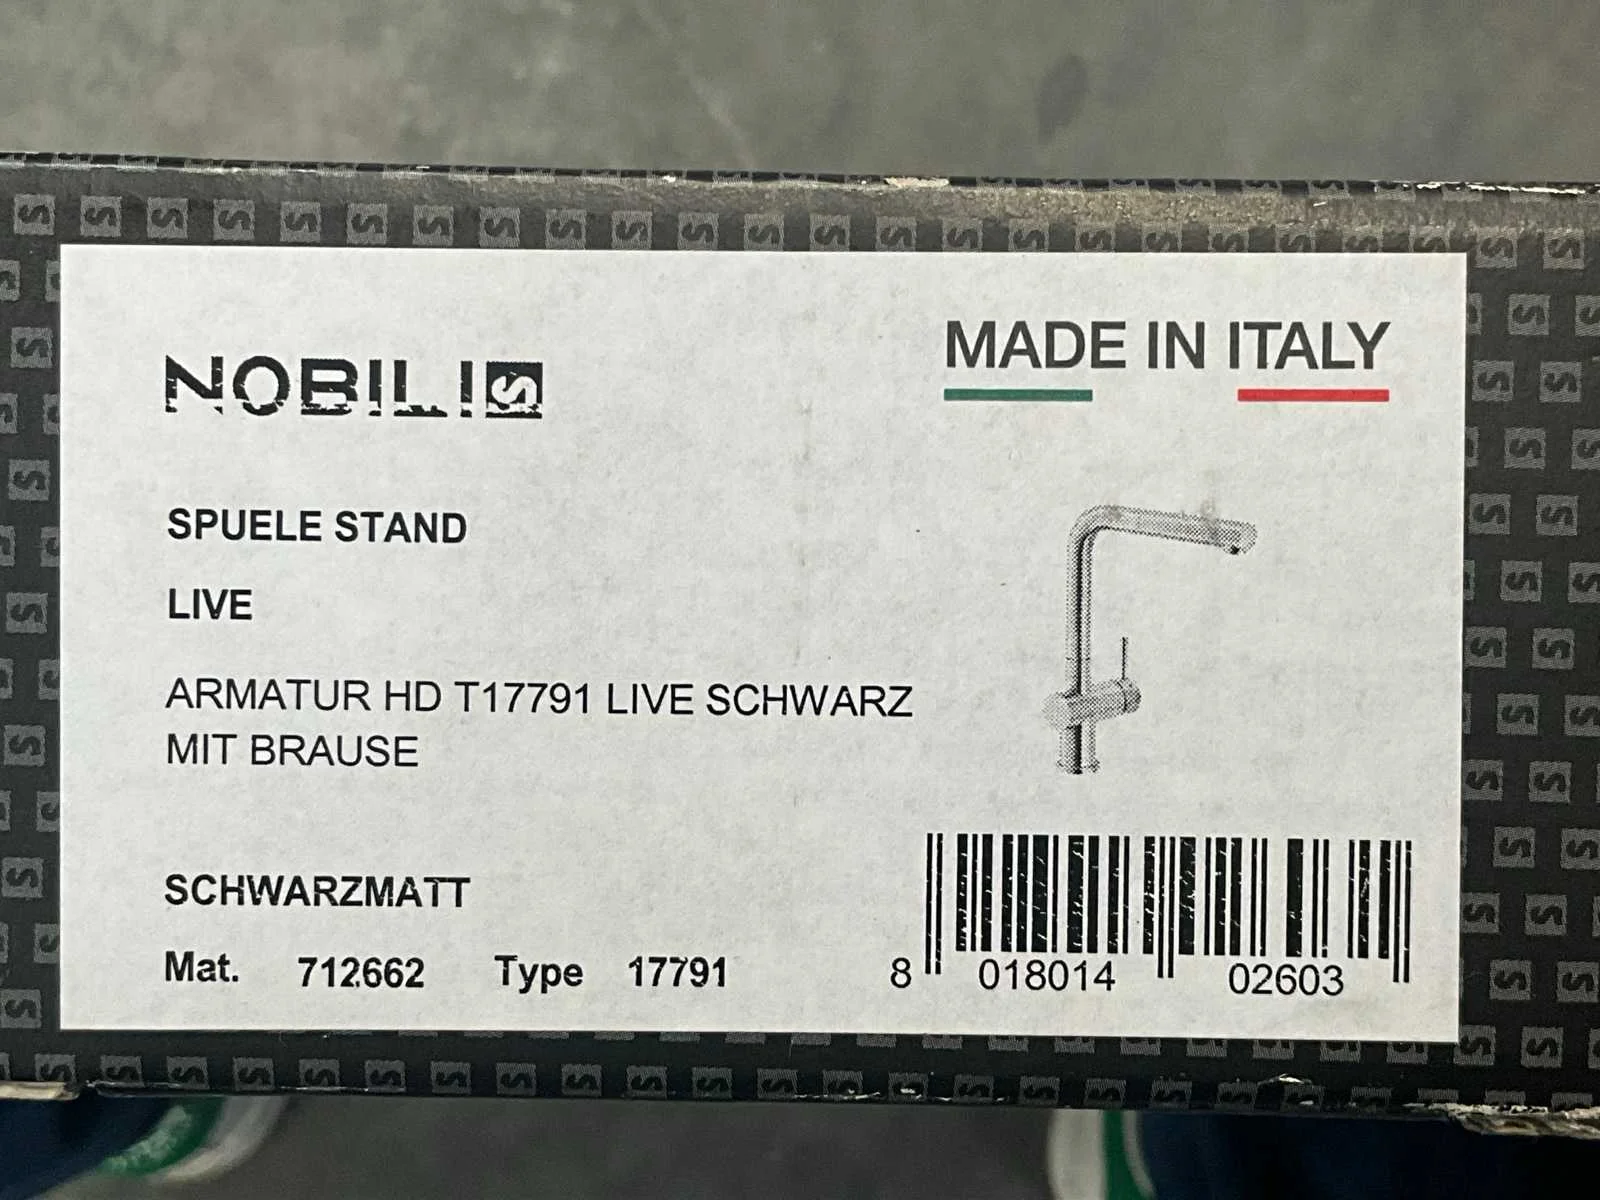 NOBILI S
MADE IN ITALY
SPUELE STAND
LIVE
ARMATUR HD T17791 LIVE SCHWARZ
MIT BRAUSE
SCHWARZMATT
Mat. 712662 Type 17791
8 018014 02603